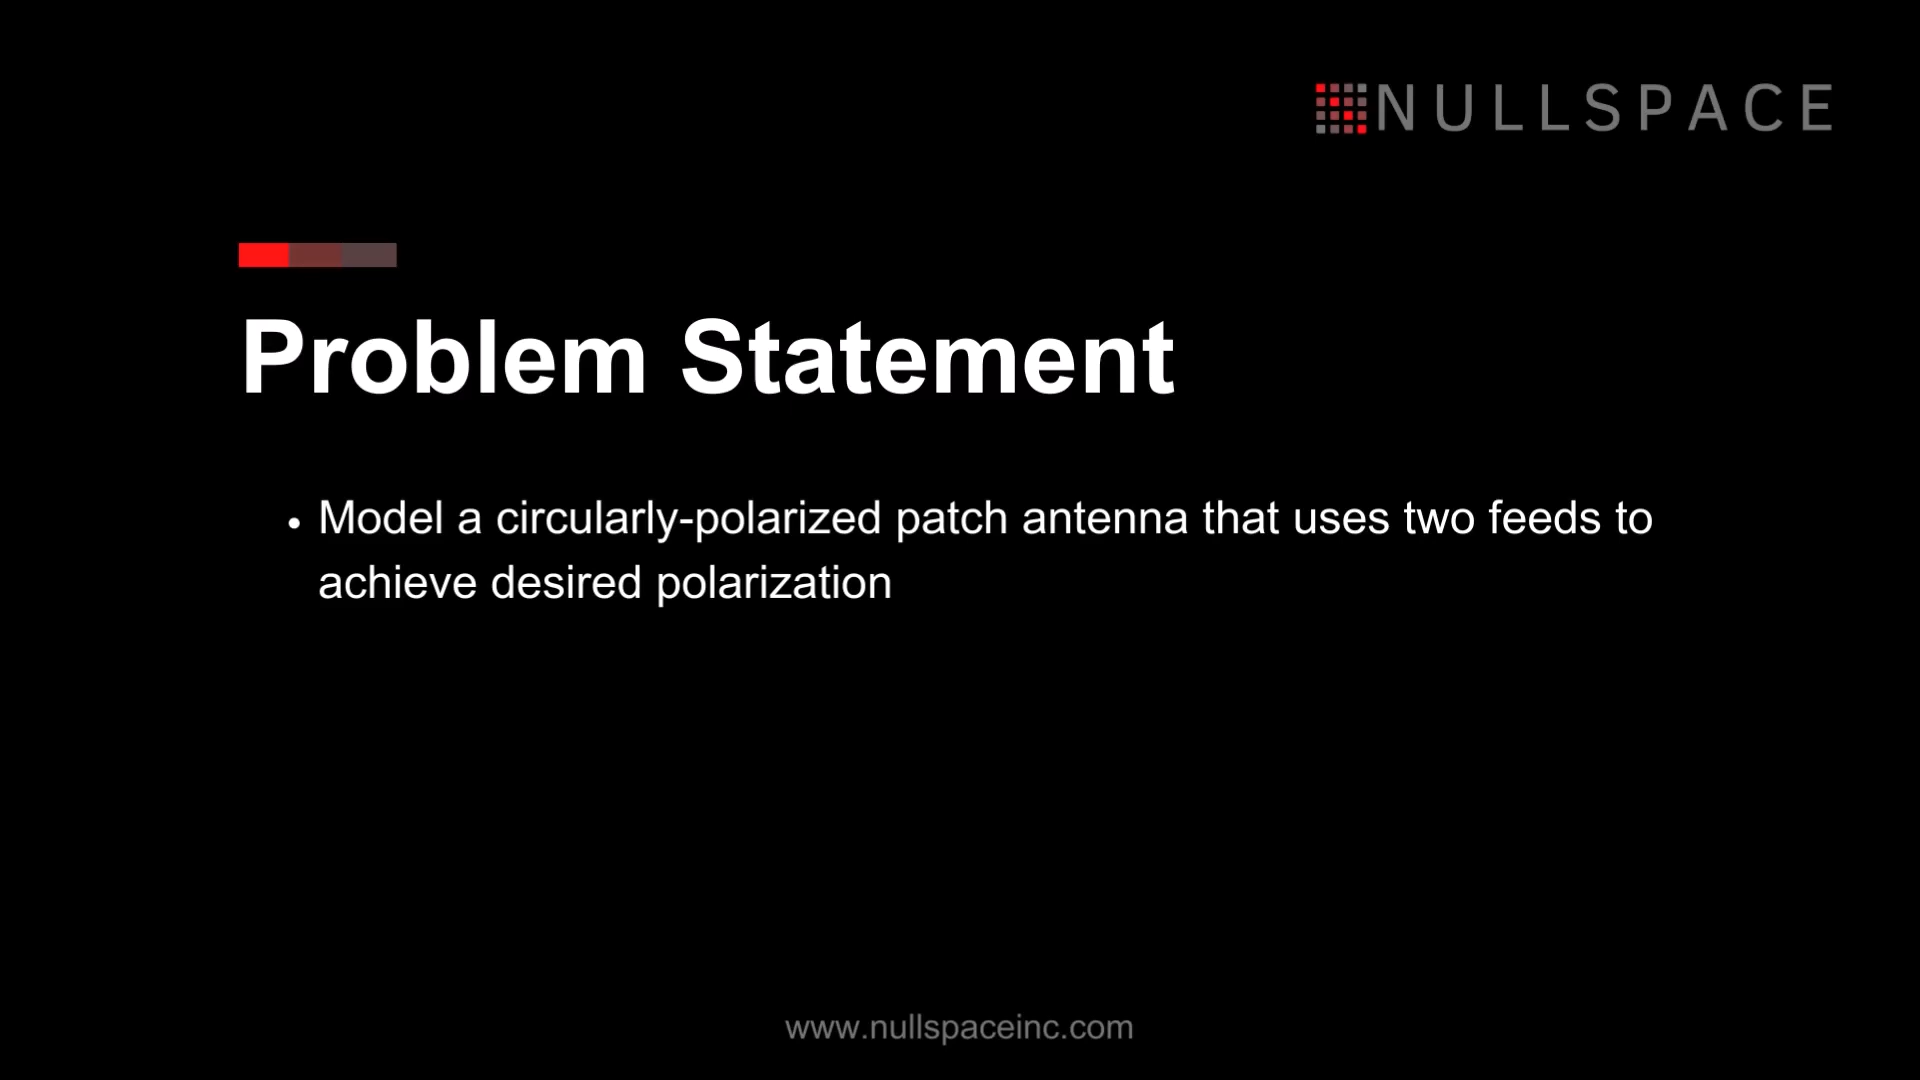 NULLSPACE
Problem Statement
• Model a circularly-polarized patch antenna that uses two feeds to
achieve desired polarization
www.nullspaceinc.com